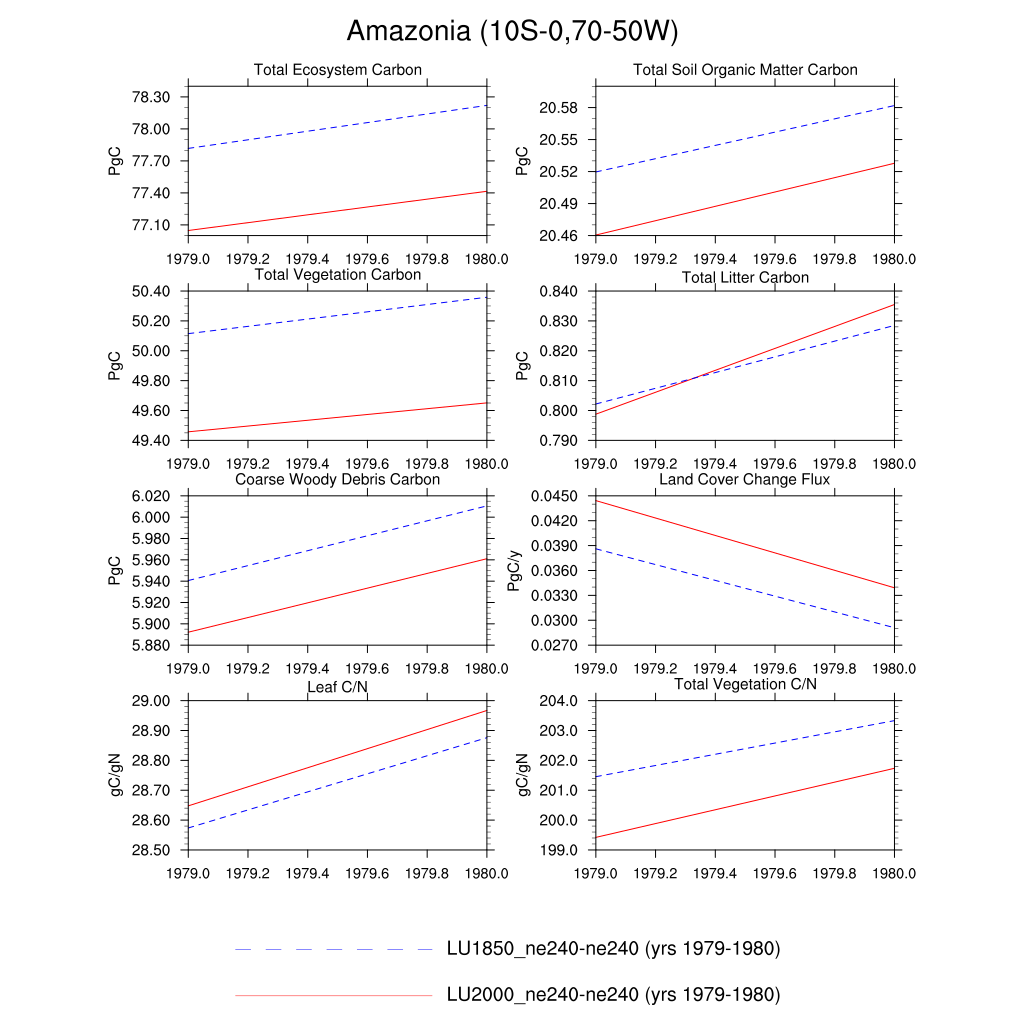 Amazonia (10S-0,70-50W)
Total Ecosystem Carbon
PgC
78.30
78.00
77.70
77.40
77.10
1979.0 1979.2 1979.4 1979.6 1979.8 1980.0
Total Soil Organic Matter Carbon
PgC
20.58
20.55
20.52
20.49
20.46
1979.0 1979.2 1979.4 1979.6 1979.8 1980.0
Total Vegetation Carbon
PgC
50.40
50.20
50.00
49.80
49.60
49.40
1979.0 1979.2 1979.4 1979.6 1979.8 1980.0
Total Litter Carbon
PgC
0.840
0.830
0.820
0.810
0.800
0.790
1979.0 1979.2 1979.4 1979.6 1979.8 1980.0
Coarse Woody Debris Carbon
PgC
6.020
6.000
5.980
5.960
5.940
5.920
5.900
5.880
1979.0 1979.2 1979.4 1979.6 1979.8 1980.0
Land Cover Change Flux
PgC/y
0.0450
0.0420
0.0390
0.0360
0.0330
0.0300
0.0270
1979.0 1979.2 1979.4 1979.6 1979.8 1980.0
Leaf C/N
gC/gN
29.00
28.90
28.80
28.70
28.60
28.50
1979.0 1979.2 1979.4 1979.6 1979.8 1980.0
Total Vegetation C/N
gC/gN
204.0
203.0
202.0
201.0
200.0
199.0
1979.0 1979.2 1979.4 1979.6 1979.8 1980.0
LU1850_ne240-ne240 (yrs 1979-1980)
LU2000_ne240-ne240 (yrs 1979-1980)